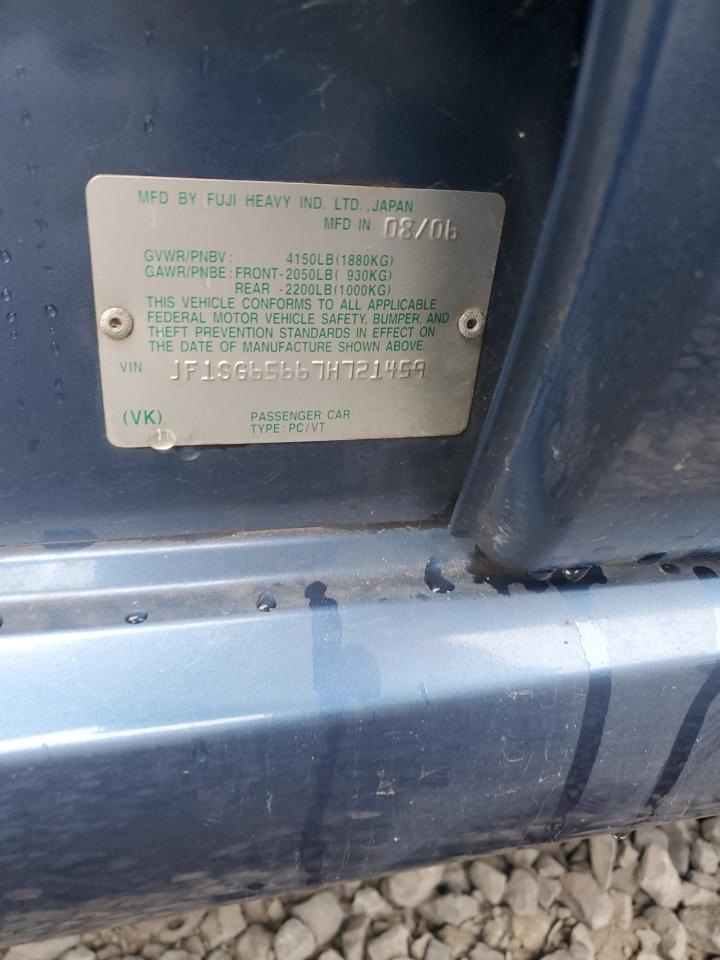 MFD BY FUJI HEAVY IND. LTD., JAPAN
MFD IN 08/06
GVWR/PNBV: 4150LB(1880KG)
GAWR/PNBE: FRONT-2050LB( 930KG)
REAR -2200LB(1000KG)
THIS VEHICLE CONFORMS TO ALL APPLICABLE
FEDERAL MOTOR VEHICLE SAFETY, BUMPER, AND
THEFT PREVENTION STANDARDS IN EFFECT ON
THE DATE OF MANUFACTURE SHOWN ABOVE.
VIN JF1SG65667H721459
(VK) PASSENGER CAR
TYPE: PC/VT